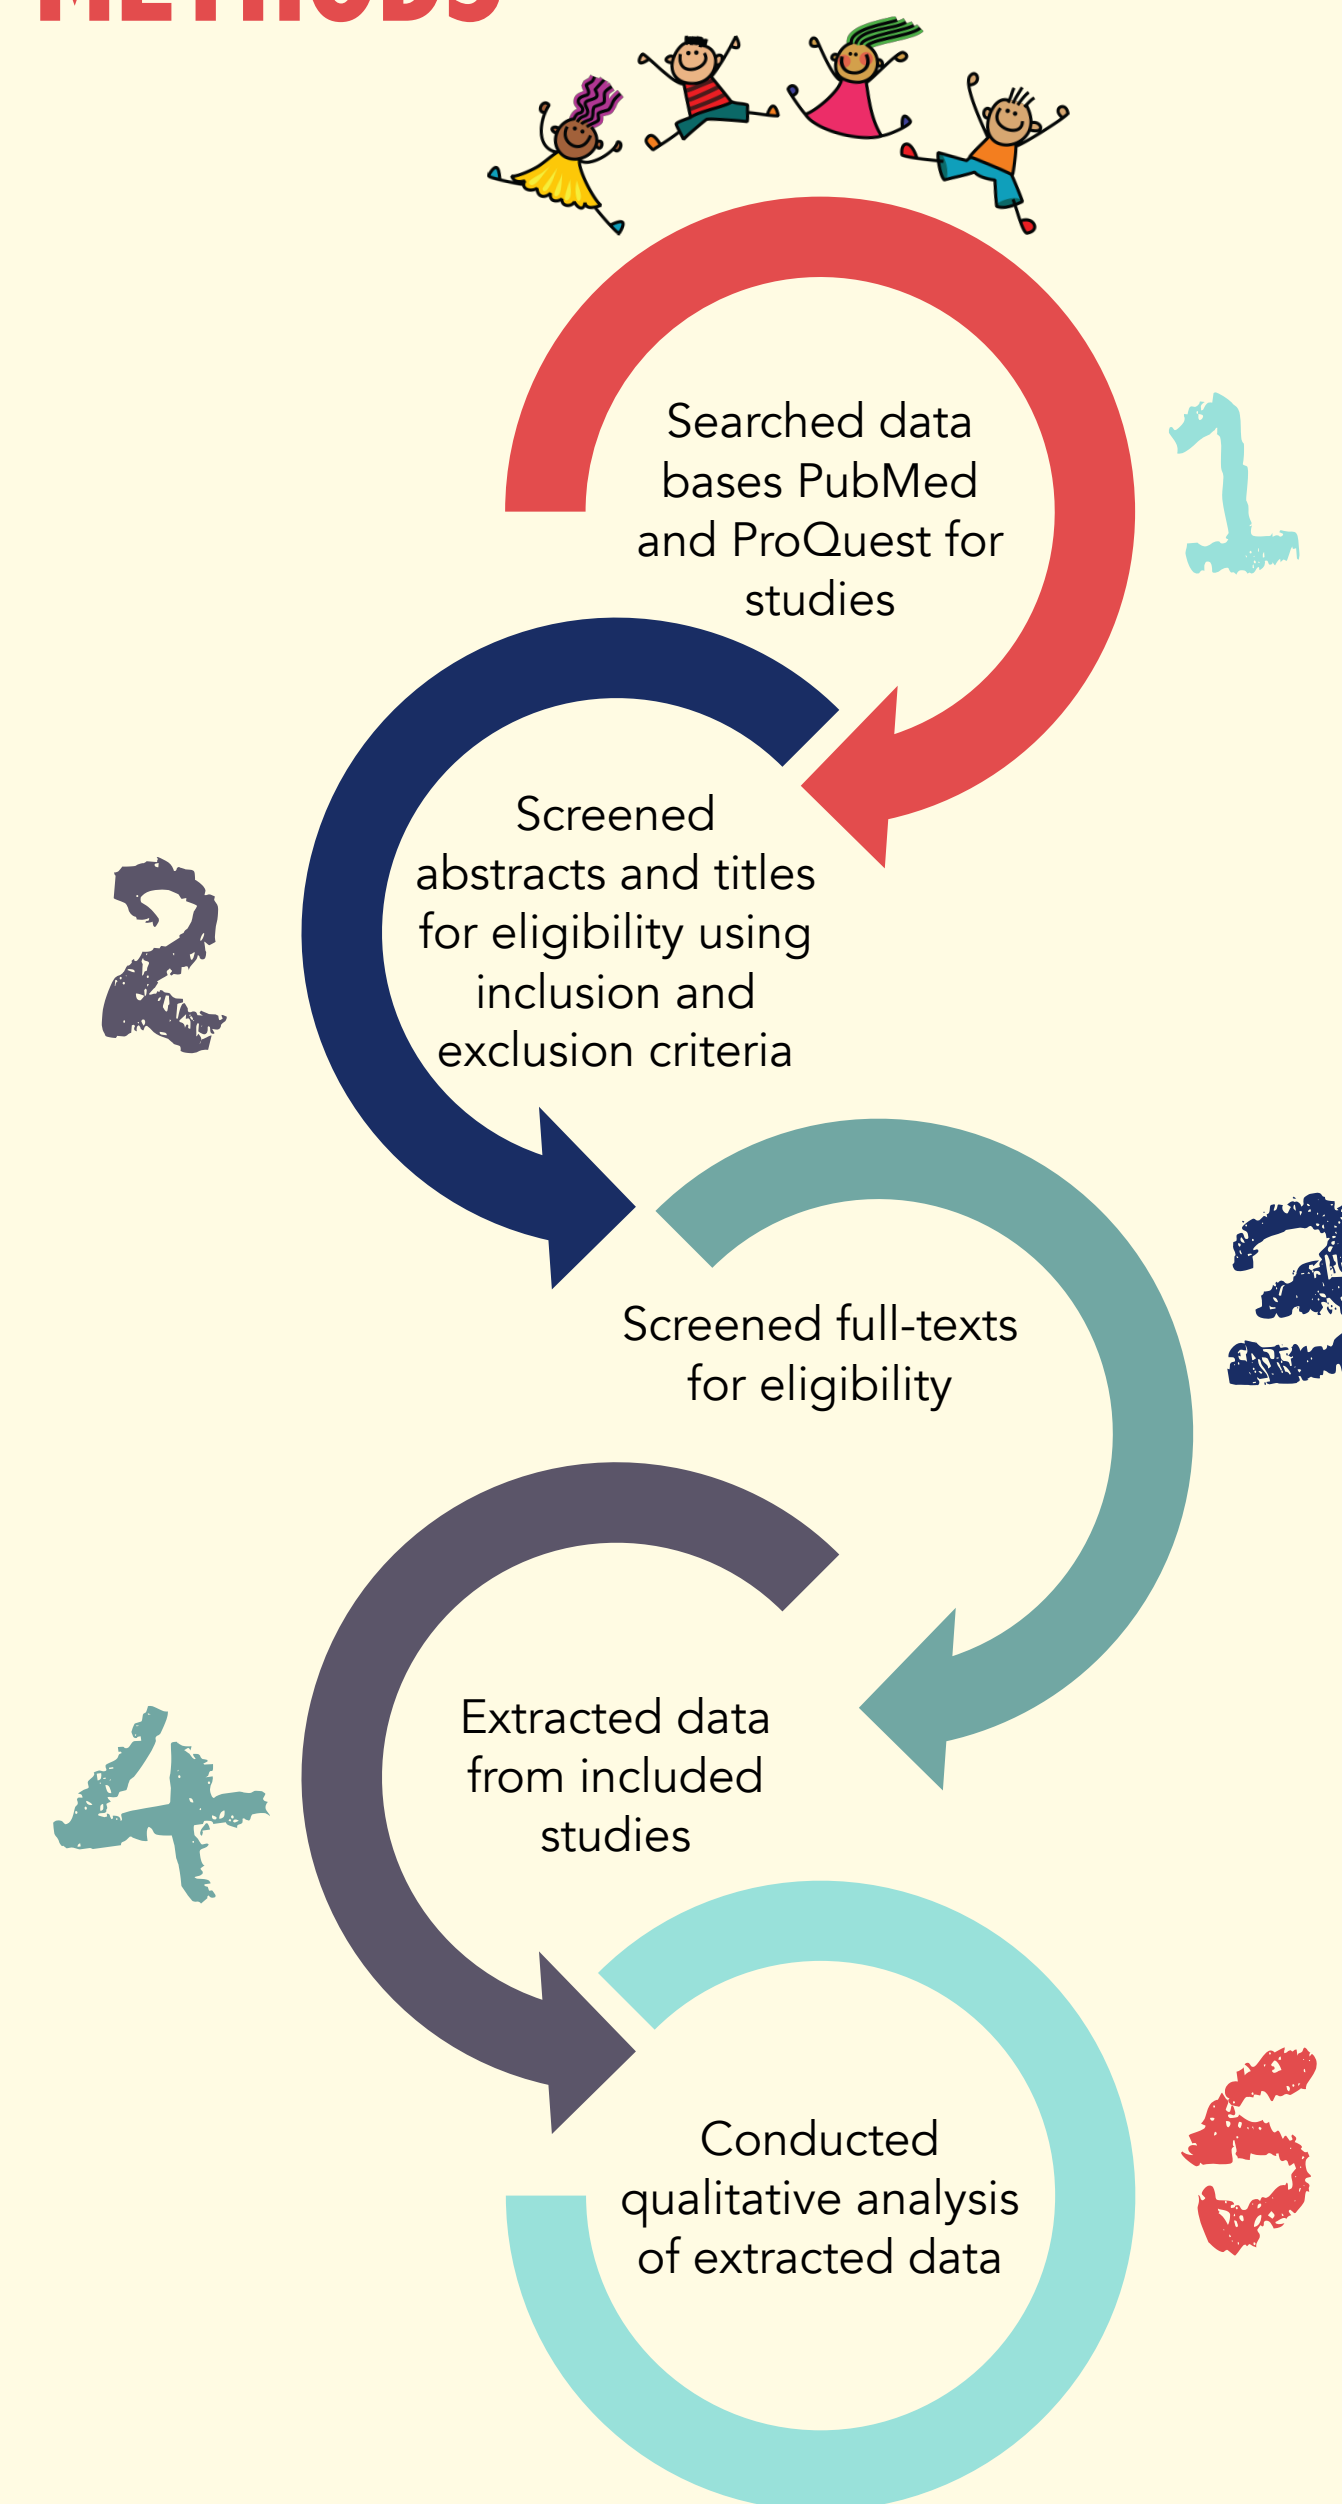 METHODS
Searched data
bases PubMed
and ProQuest for
studies
1
Screened
abstracts and titles
for eligibility using
inclusion and
exclusion criteria
2
Screened full-texts
for eligibility
3
Extracted data
from included
studies
4
Conducted
qualitative analysis
of extracted data
5